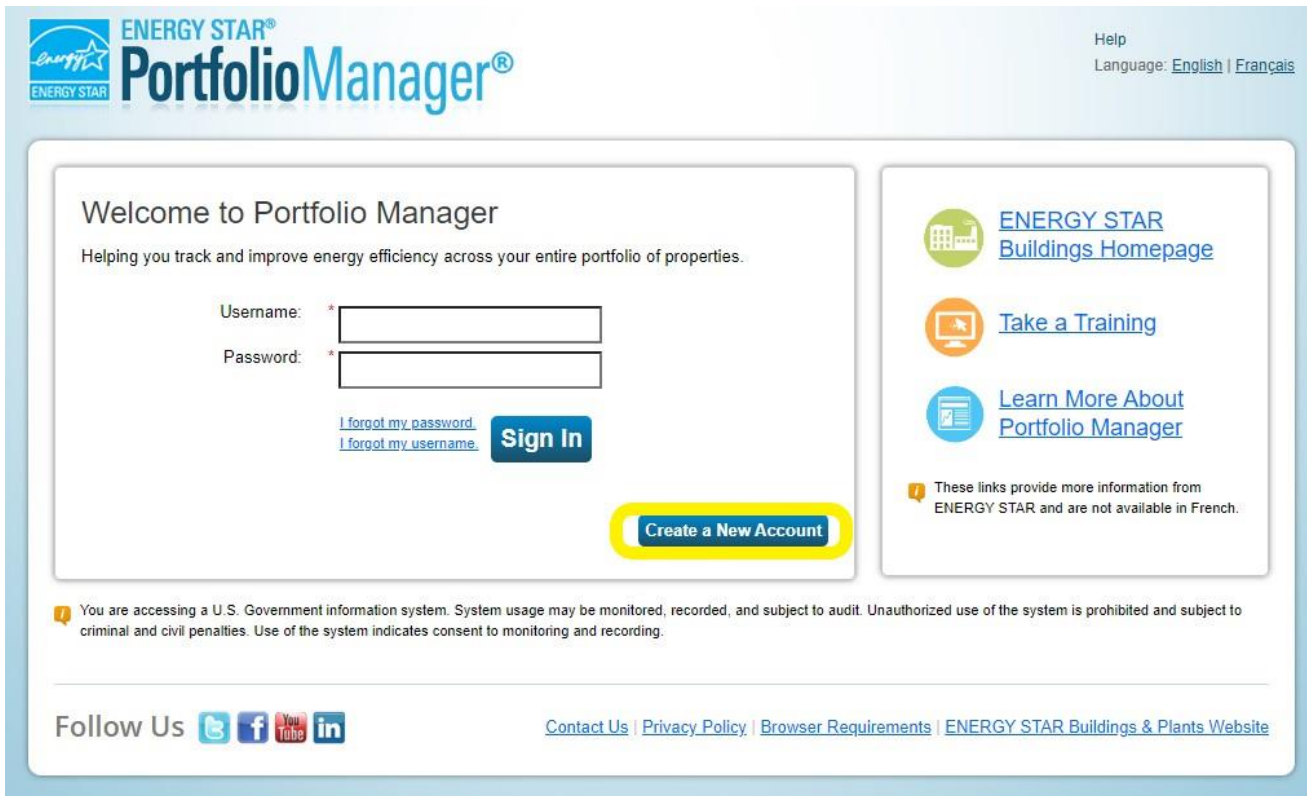 ENERGY STAR®
PortfolioManager®
energy
ENERGY STAR
Help
Language: English | Français
Welcome to Portfolio Manager
Helping you track and improve energy efficiency across your entire portfolio of properties.
Username: *
Password: *
I forgot my password.
I forgot my username.
Sign In
Create a New Account
ENERGY STAR
Buildings Homepage
Take a Training
Learn More About
Portfolio Manager
These links provide more information from
ENERGY STAR and are not available in French.
You are accessing a U.S. Government information system. System usage may be monitored, recorded, and subject to audit. Unauthorized use of the system is prohibited and subject to
criminal and civil penalties. Use of the system indicates consent to monitoring and recording.
Follow Us
You
Tube
in
Contact Us | Privacy Policy | Browser Requirements | ENERGY STAR Buildings & Plants Website